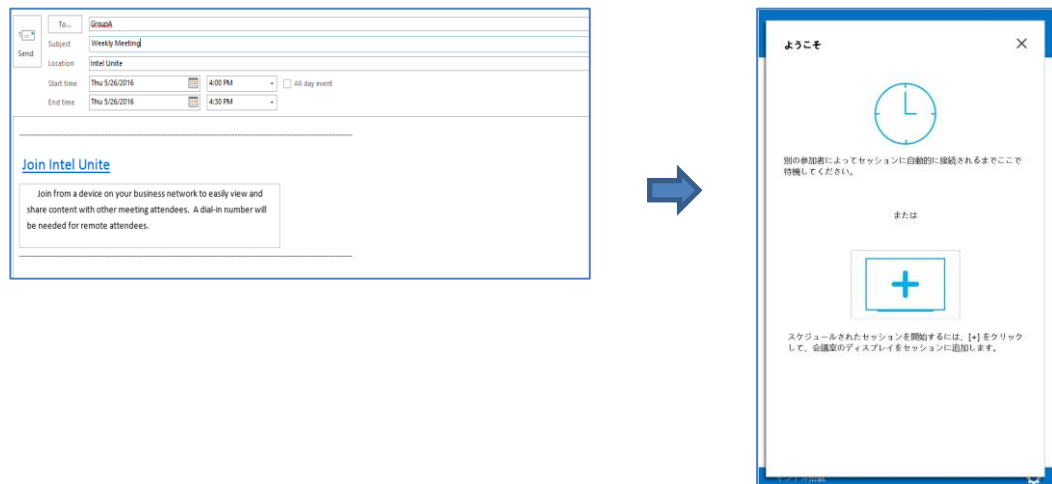 To...
GroupA
Subject
Weekly Meeting
Send
Location
Intel Unite
Start time
Thu 5/26/2016
4:00 PM
All day event
End time
Thu 5/26/2016
4:30 PM
Join Intel Unite
Join from a device on your business network to easily view and
share content with other meeting attendees. A dial-in number will
be needed for remote attendees.
ようこそ
別の参加者によってセッションに自動的に接続されるまでここで
待機してください。
または
スケジュールされたセッションを開始するには、[+] をクリック
して、会議室のディスプレイをセッションに追加します。